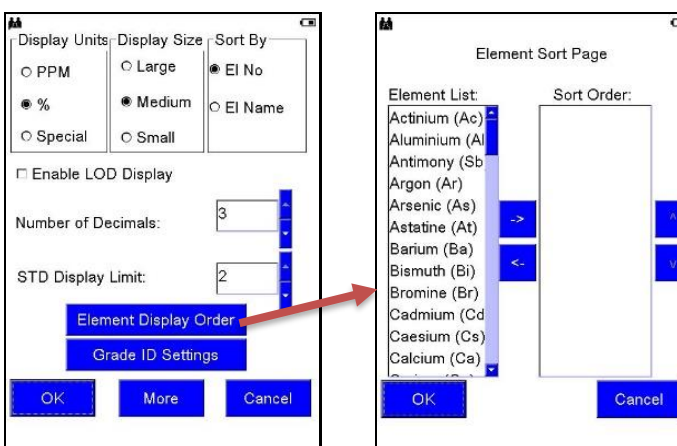 Display Units Display Size Sort By
PPM Large El No
% Medium El Name
Special Small
Enable LOD Display
Number of Decimals: 3
STD Display Limit: 2
Element Display Order
Grade ID Settings
OK More Cancel
Element Sort Page
Element List: Sort Order:
Actinium (Ac)
Aluminium (Al
Antimony (Sb
Argon (Ar)
Arsenic (As)
Astatine (At)
->
Barium (Ba)
Bismuth (Bi)
<-
Bromine (Br)
Cadmium (Cd
Caesium (Cs)
Calcium (Ca)
OK Cancel